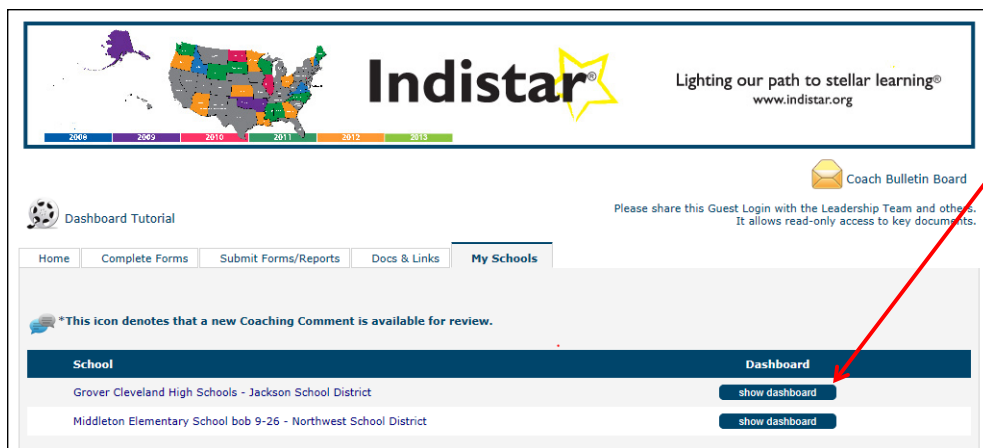 Indistar®
Lighting our path to stellar learning®
www.indistar.org
2008 2009 2010 2011 2012 2013
Coach Bulletin Board
Dashboard Tutorial
Please share this Guest Login with the Leadership Team and others.
It allows read-only access to key documents.
Home Complete Forms Submit Forms/Reports Docs & Links My Schools
*This icon denotes that a new Coaching Comment is available for review.
School Dashboard
Grover Cleveland High Schools - Jackson School District show dashboard
Middleton Elementary School bob 9-26 - Northwest School District show dashboard